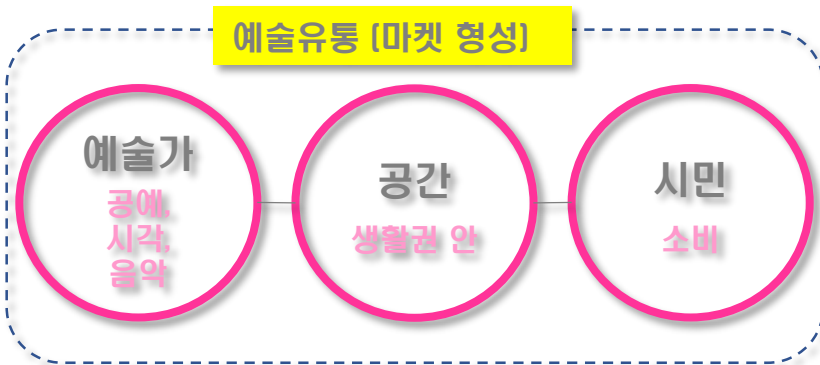 예술유통 (마켓 형성)
예술가
공예,
시각,
음악
공간
생활권 안
시민
소비